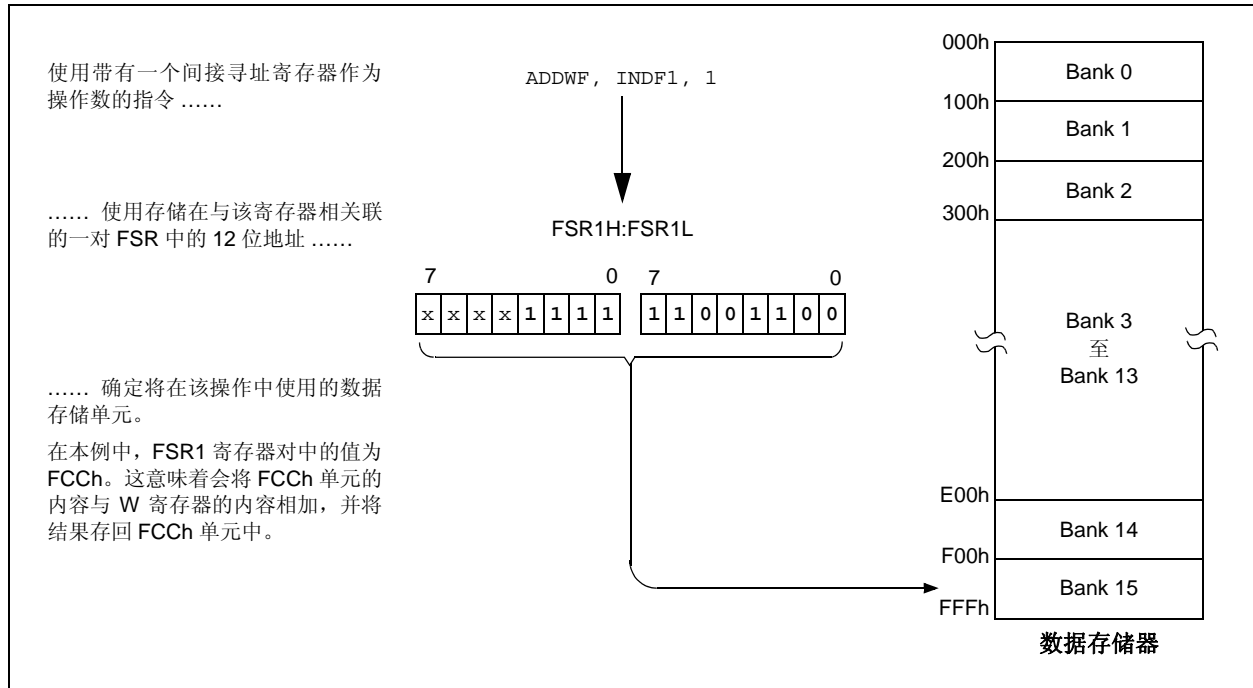 使用带有一个间接寻址寄存器作为
操作数的指令 ……
ADDWF, INDF1, 1
…… 使用存储在与该寄存器相关联
的一对 FSR 中的 12 位地址 ……
FSR1H:FSR1L
7 0 7 0
x x x x 1 1 1 1 1 1 0 0 1 1 0 0
…… 确定将在该操作中使用的数据
存储单元。
在本例中，FSR1 寄存器对中的值为
FCCh。这意味着会将 FCCh 单元的
内容与 W 寄存器的内容相加，并将
结果存回 FCCh 单元中。
000h
Bank 0
100h
Bank 1
200h
Bank 2
300h
Bank 3
至
Bank 13
E00h
Bank 14
F00h
Bank 15
FFFh
数据存储器